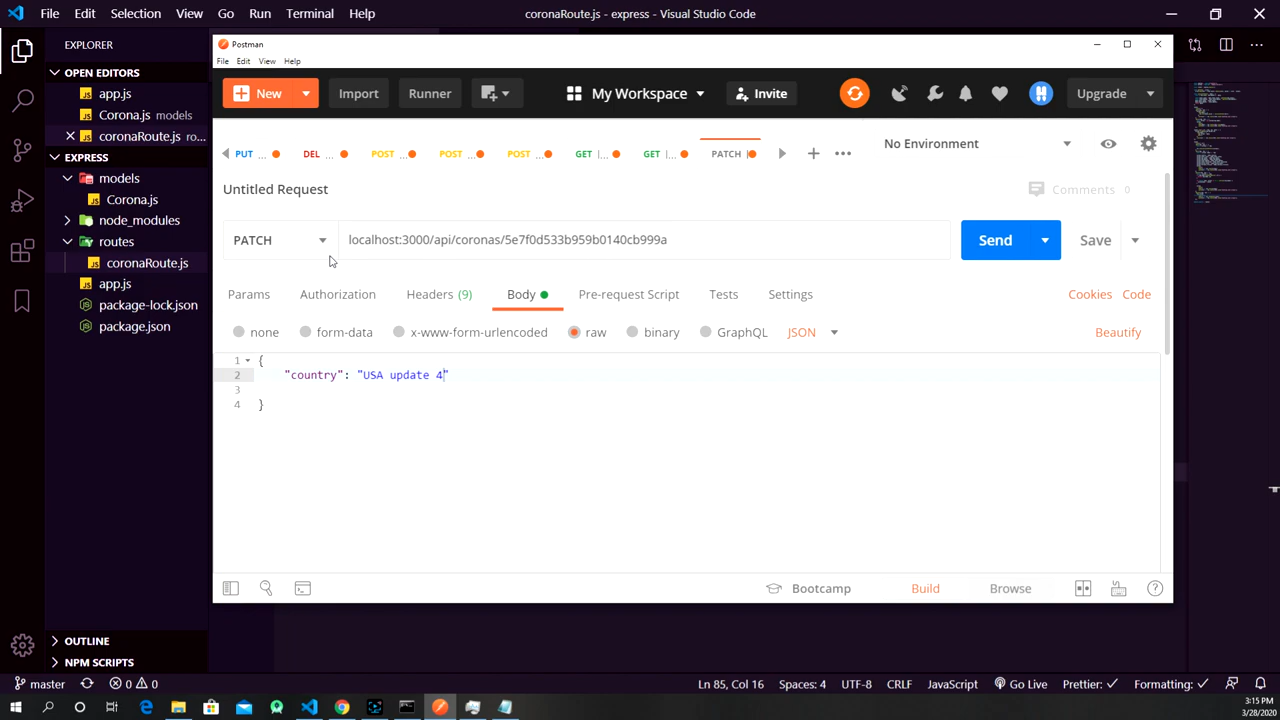 File Edit Selection View Go Run Terminal Help coronaRoute.js - express - Visual Studio Code
EXPLORER
OPEN EDITORS
app.js
Corona.js models
coronaRoute.js ro...
EXPRESS
models
Corona.js
node_modules
routes
coronaRoute.js
app.js
package-lock.json
package.json
OUTLINE
NPM SCRIPTS
Postman
File Edit View Help
New Import Runner My Workspace Invite Upgrade
PUT ... DEL ... POST ... POST ... POST ... GET |... GET |... PATCH | No Environment
Untitled Request Comments 0
PATCH localhost:3000/api/coronas/5e7f0d533b959b0140cb999a Send Save
Params Authorization Headers (9) Body Pre-request Script Tests Settings Cookies Code
none form-data x-www-form-urlencoded raw binary GraphQL JSON Beautify
1 {
2 "country": "USA update 4"
3
4 }
Bootcamp Build Browse
master 0 0 Ln 85, Col 16 Spaces: 4 UTF-8 CRLF JavaScript Go Live Prettier: ✓ Formatting: ✓
3:15 PM
3/28/2020